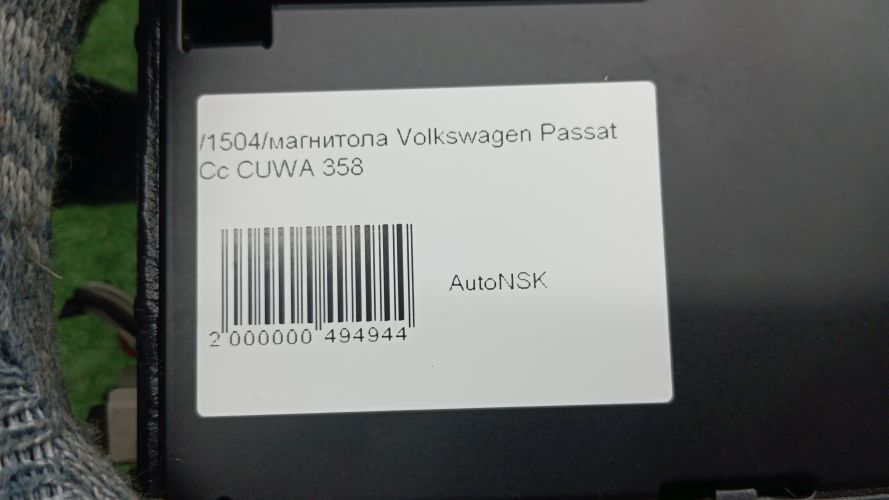 /1504/магнитола Volkswagen Passat
Cc CUWA 358
AutoNSK
2 000000 494944